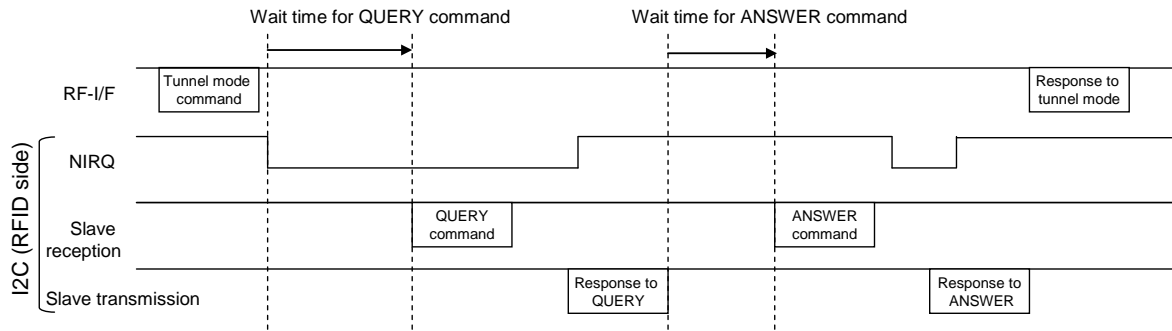 Wait time for QUERY command
Wait time for ANSWER command
RF-I/F
Tunnel mode
command
Response to
tunnel mode
I2C (RFID side)
NIRQ
Slave
reception
QUERY
command
ANSWER
command
Slave transmission
Response to
QUERY
Response to
ANSWER